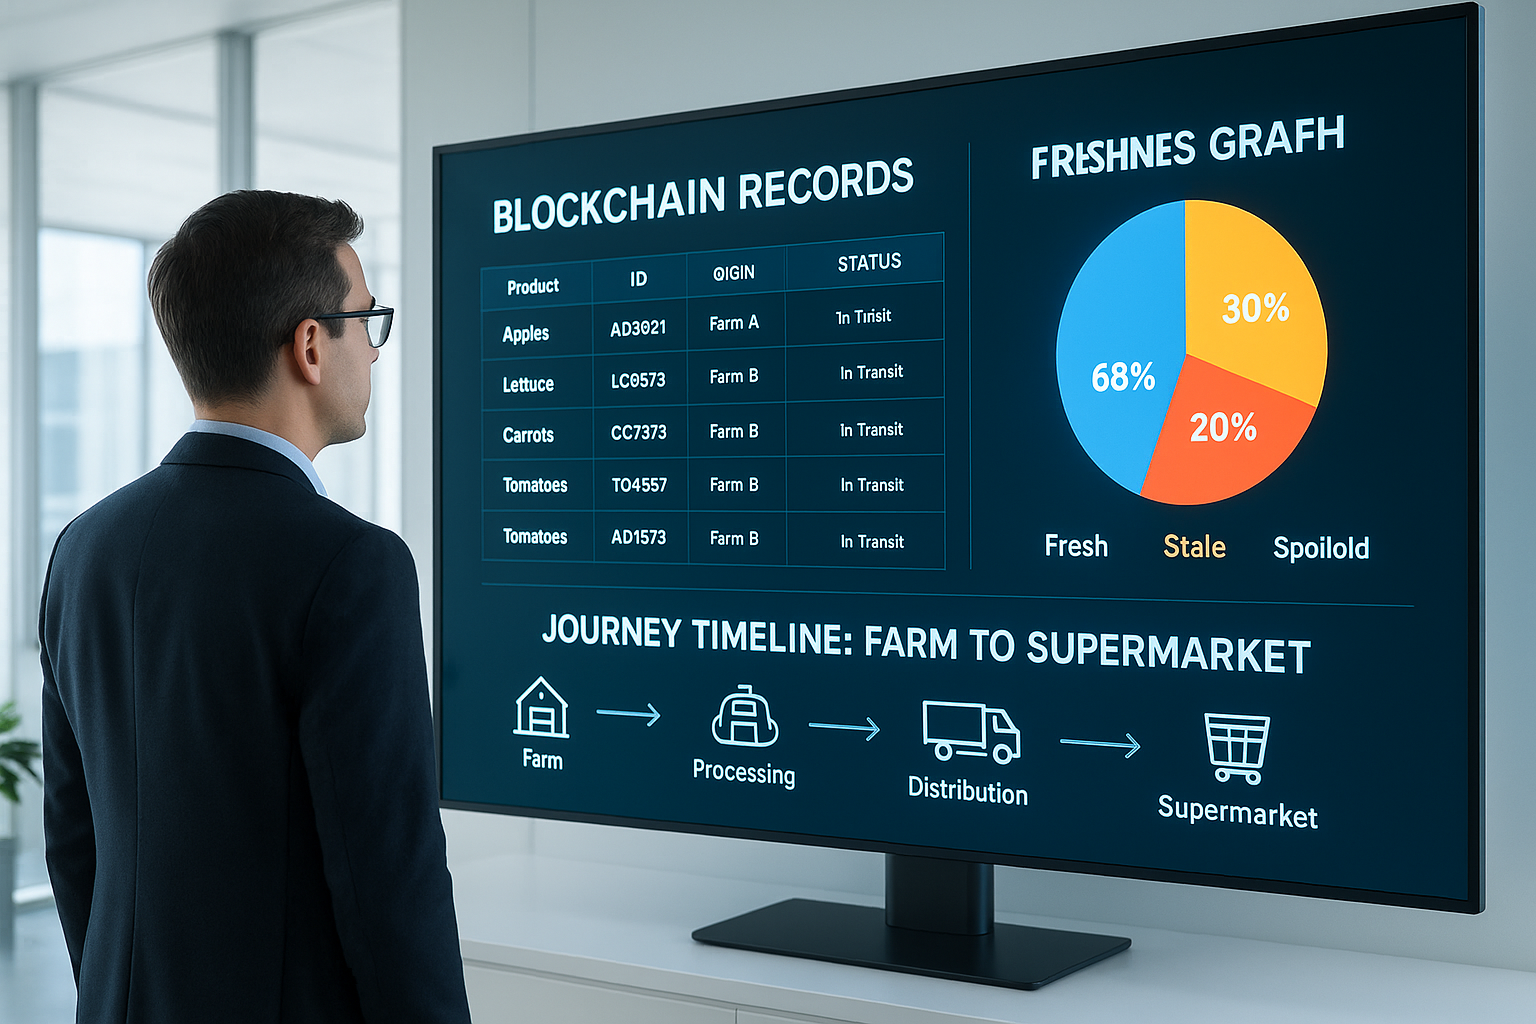 BLOCKCHAIN RECORDS
Product ID OIGIN STATUS
Apples AD3021 Farm A In Tırisit
Lettuce LC0573 Farm B In Transit
Carrots CC7373 Farm B In Transit
Tomatoes TO4557 Farm B In Transit
Tomatoes AD1573 Farm B In Transit
FRESHNES GRAFH
30%
68%
20%
Fresh Stale Spoilold
JOURNEY TIMELINE: FARM TO SUPERMARKET
Farm Processing Distribution Supermarket